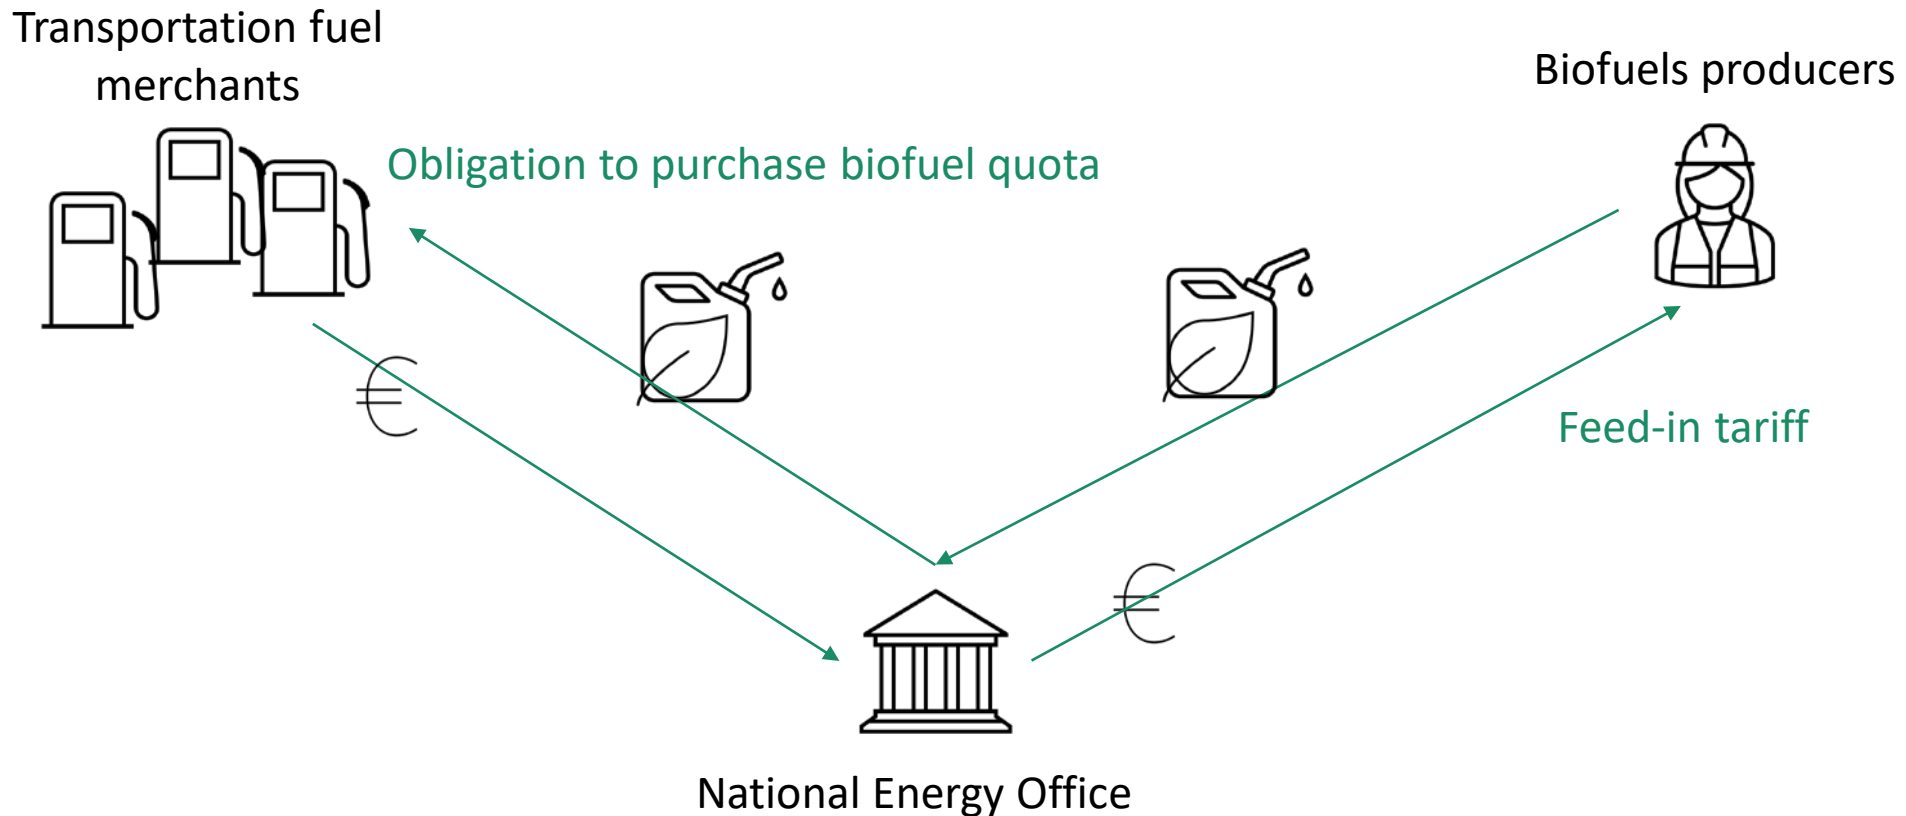 Transportation fuel
merchants
Biofuels producers
Obligation to purchase biofuel quota
€
€
Feed-in tariff
National Energy Office